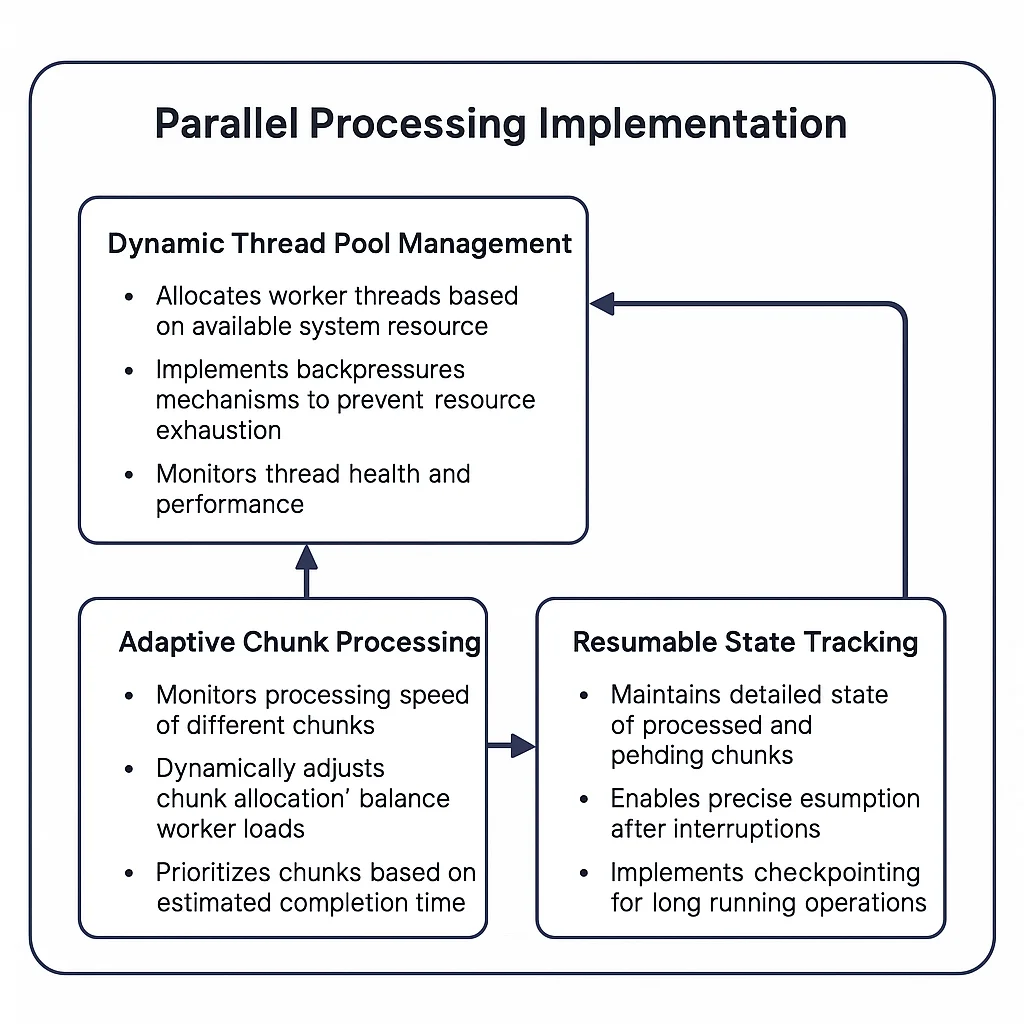 Parallel Processing Implementation
Dynamic Thread Pool Management
• Allocates worker threads based
on available system resource
• Implements backpressures
mechanisms to prevent resource
exhaustion
• Monitors thread health and
performance
Adaptive Chunk Processing
• Monitors processing speed
of different chunks
• Dynamically adjusts
chunk allocation’ balance
worker loads
• Prioritizes chunks based on
estimated completion time
Resumable State Tracking
• Maintains detailed state
of processed and
pehding chunks
• Enables precise esumption
after interruptions
• Implements checkpointing
for long running operations